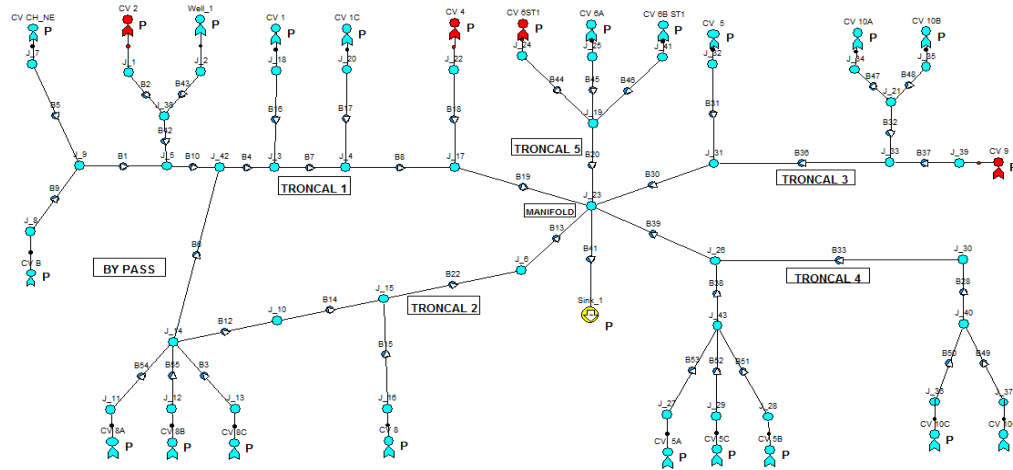 CV CH_NE
CV 2
Well_1
CV 1
CV 1C
CV 4
CV 6ST1
CV 6A
CV 6B ST1
CV 5
CV 10A
CV 10B
P P P P P P P P P P P P
J_7
J_1
J_2
J_18
J_20
J_22
J_24
J_25
J_41
J_32
J_34
J_35
B2
B43
B44
B45
B46
B47
B48
J_38
J_21
B5
B16
B17
B18
J_19
B31
B32
B42
TRONCAL 5
J_9
B1
J_5
B10
J_42
B4
J_3
B7
J_4
B8
J_17
B20
J_31
B36
J_33
B37
J_39
CV 9
P
TRONCAL 1
TRONCAL 3
B9
B19
B30
J_23
MANIFOLD
J_8
B6
B13
B41
B39
CV B
P
BY PASS
J_6
J_26
B33
J_30
B22
TRONCAL 4
J_15
B14
TRONCAL 2
Sink_1
P
B38
B28
J_14
B12
J_10
J_43
J_40
B54
B55
B3
B15
B53
B52
B51
B50
B49
J_11
J_12
J_13
J_16
J_27
J_29
J_28
J_36
J_37
CV 8A
CV 8B
CV 8C
CV 8
CV 5A
CV 5C
CV 5B
CV 10C
P P P P P P P P